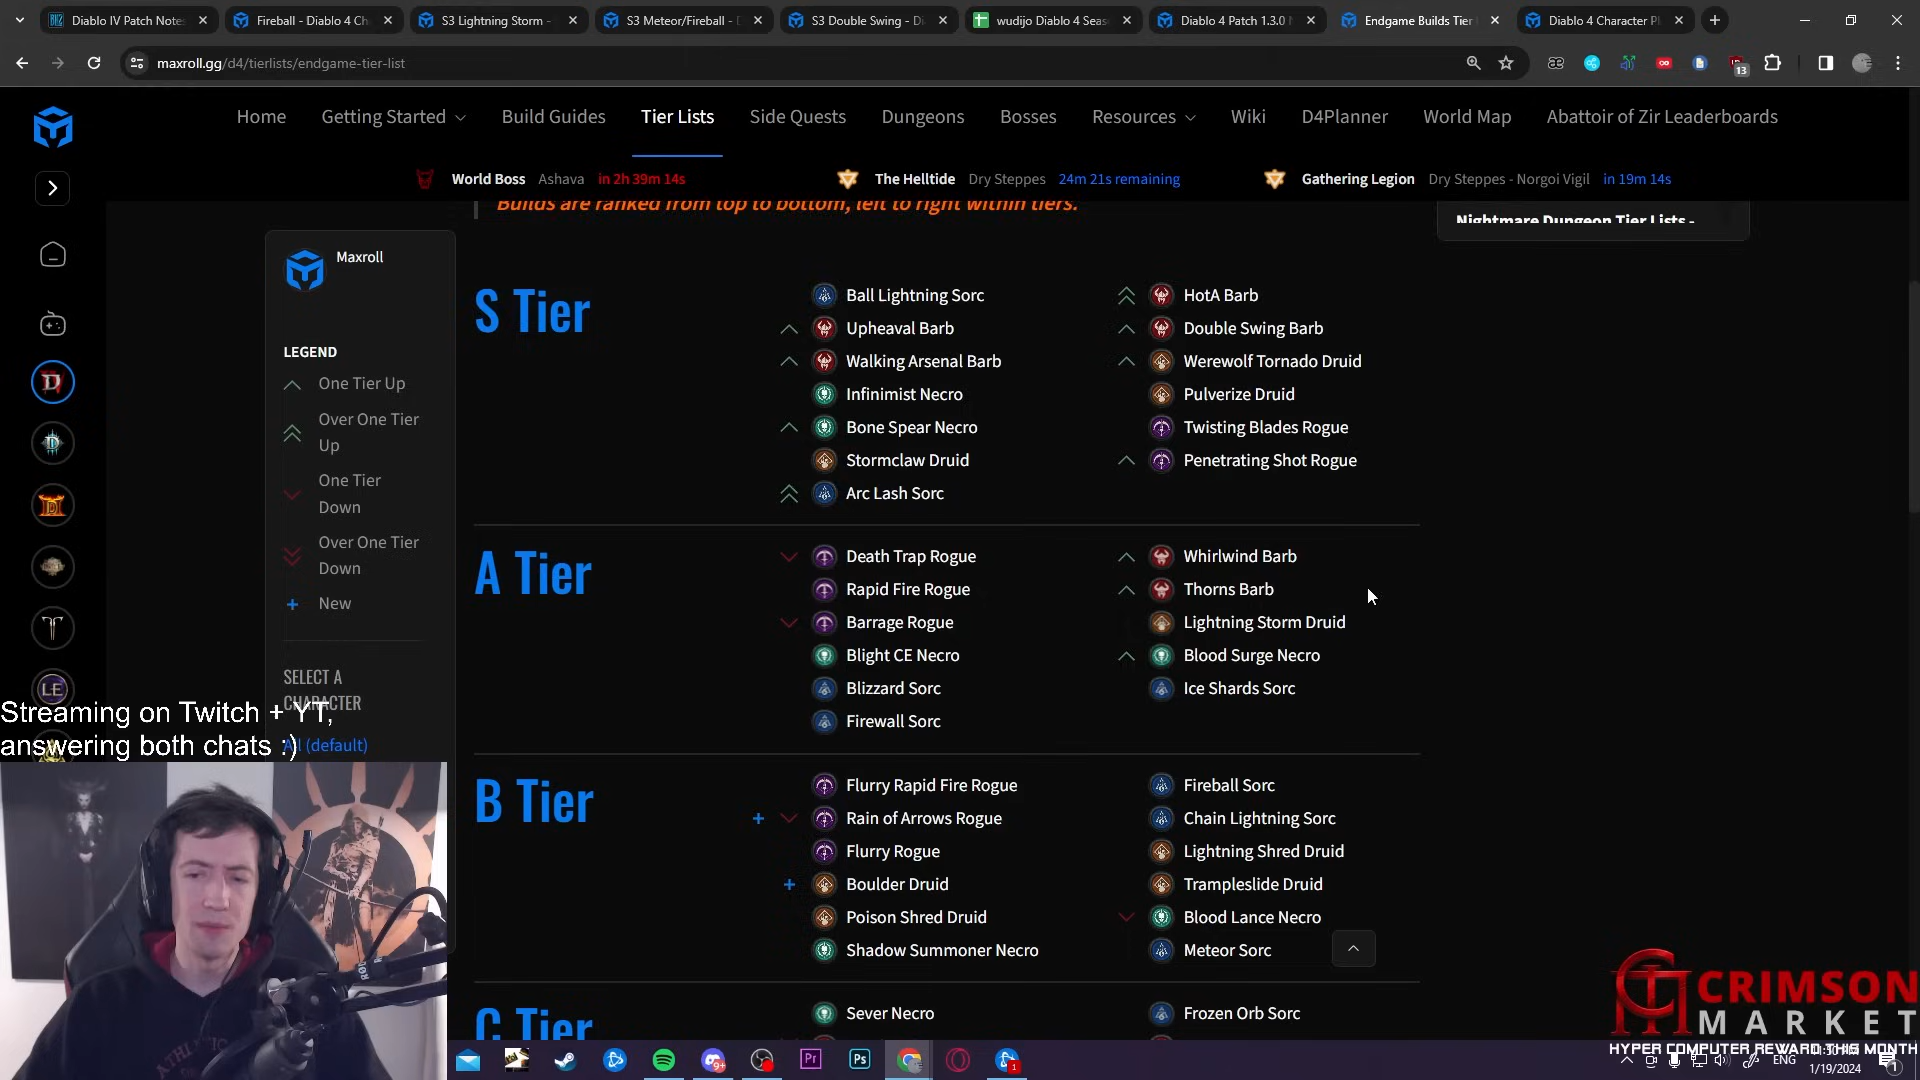 Diablo IV Patch Notes
Fireball - Diablo 4 Ch
S3 Lightning Storm -
S3 Meteor/Fireball - D
S3 Double Swing - Di
wudijo Diablo 4 Seas
Diablo 4 Patch 1.3.0 N
Endgame Builds Tier
Diablo 4 Character Pl
maxroll.gg/d4/tierlists/endgame-tier-list
13
Home
Getting Started
Build Guides
Tier Lists
Side Quests
Dungeons
Bosses
Resources
Wiki
D4Planner
World Map
Abattoir of Zir Leaderboards
World Boss Ashava in 2h 39m 14s
The Helltide Dry Steppes 24m 21s remaining
Gathering Legion Dry Steppes - Norgoi Vigil in 19m 14s
Builds are ranked from top to bottom, left to right within tiers.
Nightmare Dungeon Tier Lists -
Maxroll
LEGEND
One Tier Up
Over One Tier
Up
One Tier
Down
Over One Tier
Down
New
SELECT A
CHARACTER
All (default)
S Tier
Ball Lightning Sorc
HotA Barb
Upheaval Barb
Double Swing Barb
Walking Arsenal Barb
Werewolf Tornado Druid
Infinimist Necro
Pulverize Druid
Bone Spear Necro
Twisting Blades Rogue
Stormclaw Druid
Penetrating Shot Rogue
Arc Lash Sorc
A Tier
Death Trap Rogue
Whirlwind Barb
Rapid Fire Rogue
Thorns Barb
Barrage Rogue
Lightning Storm Druid
Blight CE Necro
Blood Surge Necro
Blizzard Sorc
Ice Shards Sorc
Firewall Sorc
B Tier
Flurry Rapid Fire Rogue
Fireball Sorc
Rain of Arrows Rogue
Chain Lightning Sorc
Flurry Rogue
Lightning Shred Druid
Boulder Druid
Trampleslide Druid
Poison Shred Druid
Blood Lance Necro
Shadow Summoner Necro
Meteor Sorc
C Tier
Sever Necro
Frozen Orb Sorc
LE
Streaming on Twitch + YT,
answering both chats :)
CRIMSON
MARKET
HYPER COMPUTER REWARD THIS MONTH
Pr
Ps
9+
1
ENG
1/19/2024
1